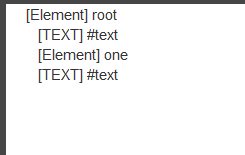 [Element] root
[TEXT] #text
[Element] one
[TEXT] #text